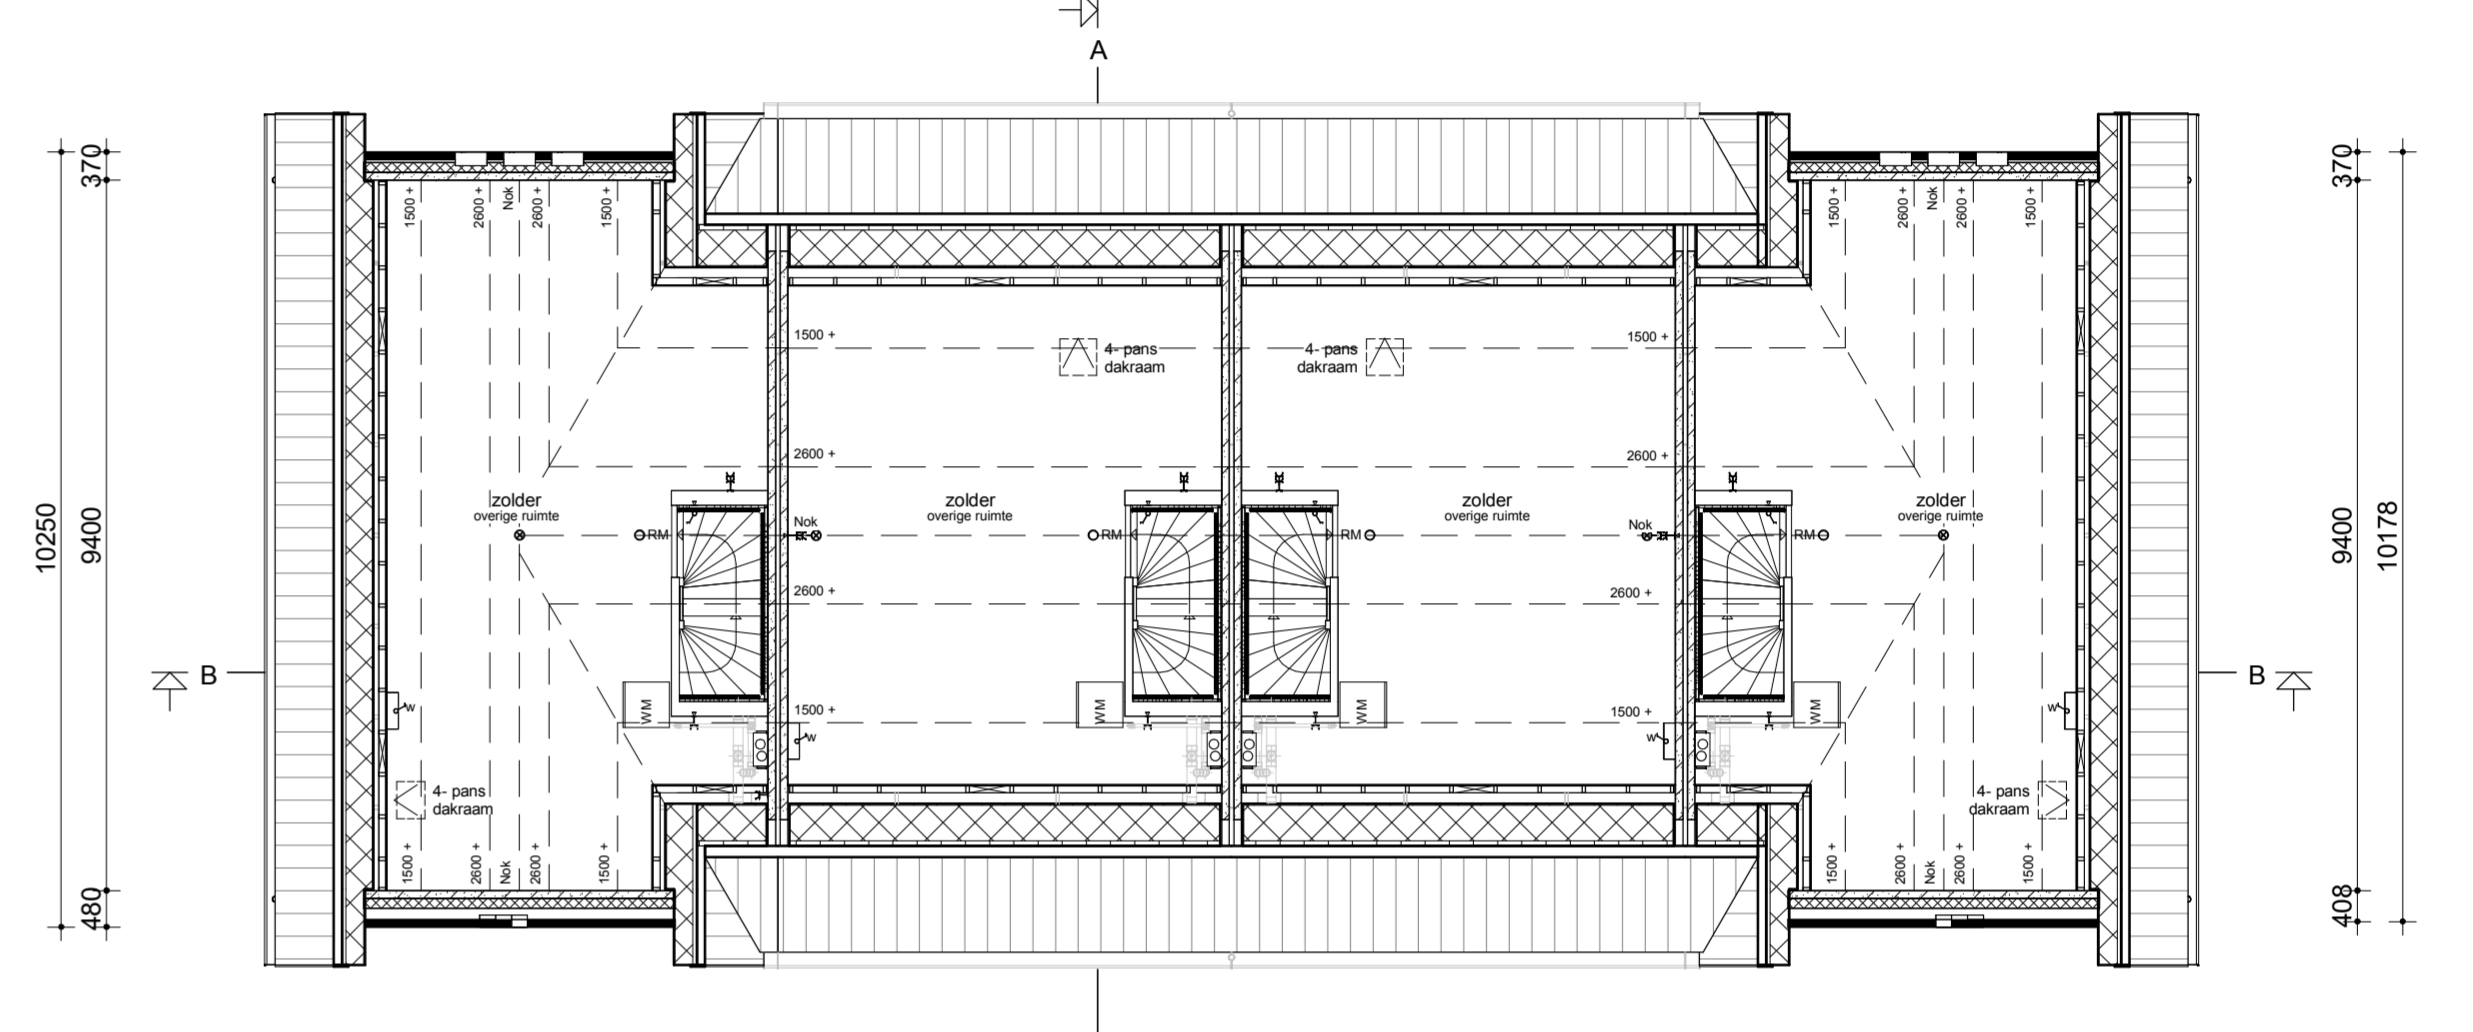 A
370
370
1500 +
2600 +
Nok
2600 +
1500 +
1500 +
2600 +
Nok
2600 +
1500 +
1500 +
1500 +
4- pans
dakraam
4- pans
dakraam
2600 +
2600 +
zolder
overige ruimte
zolder
overige ruimte
zolder
overige ruimte
zolder
overige ruimte
10250
9400
RM
Nok
RM
RM
Nok
RM
9400
10178
2600 +
2600 +
B
B
WM
WM
WM
WM
W
1500 +
W
1500 +
W
W
4- pans
dakraam
4- pans
dakraam
1500 +
2600 +
Nok
2600 +
1500 +
1500 +
2600 +
Nok
2600 +
1500 +
480
408